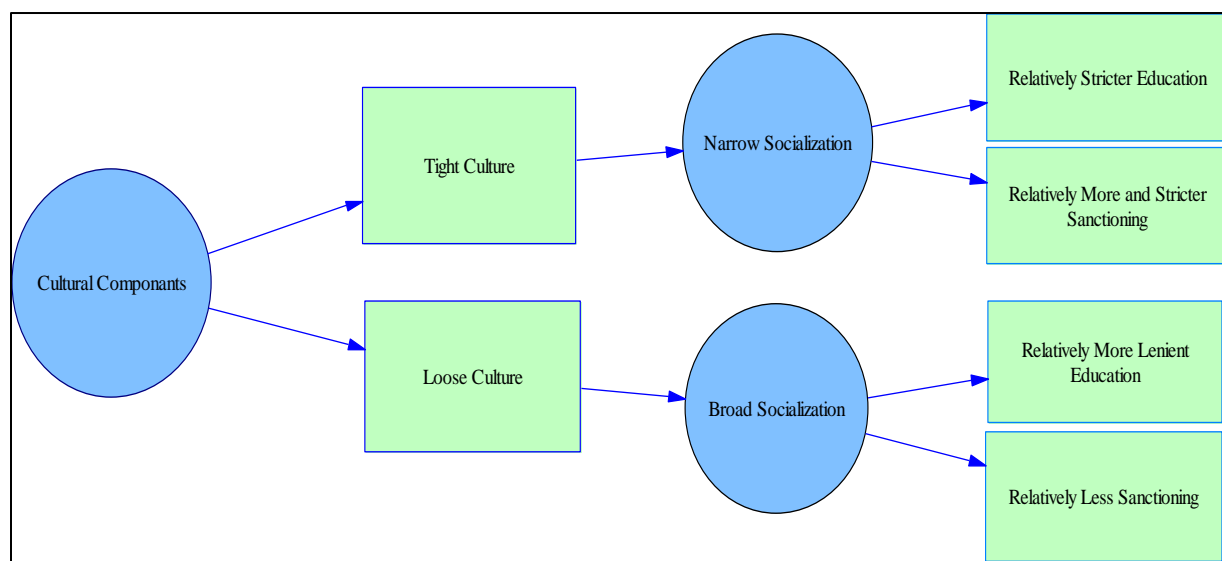 Cultural Componants
Tight Culture
Loose Culture
Narrow Socialization
Broad Socialization
Relatively Stricter Education
Relatively More and Stricter
Sanctioning
Relatively More Lenient
Education
Relatively Less Sanctioning